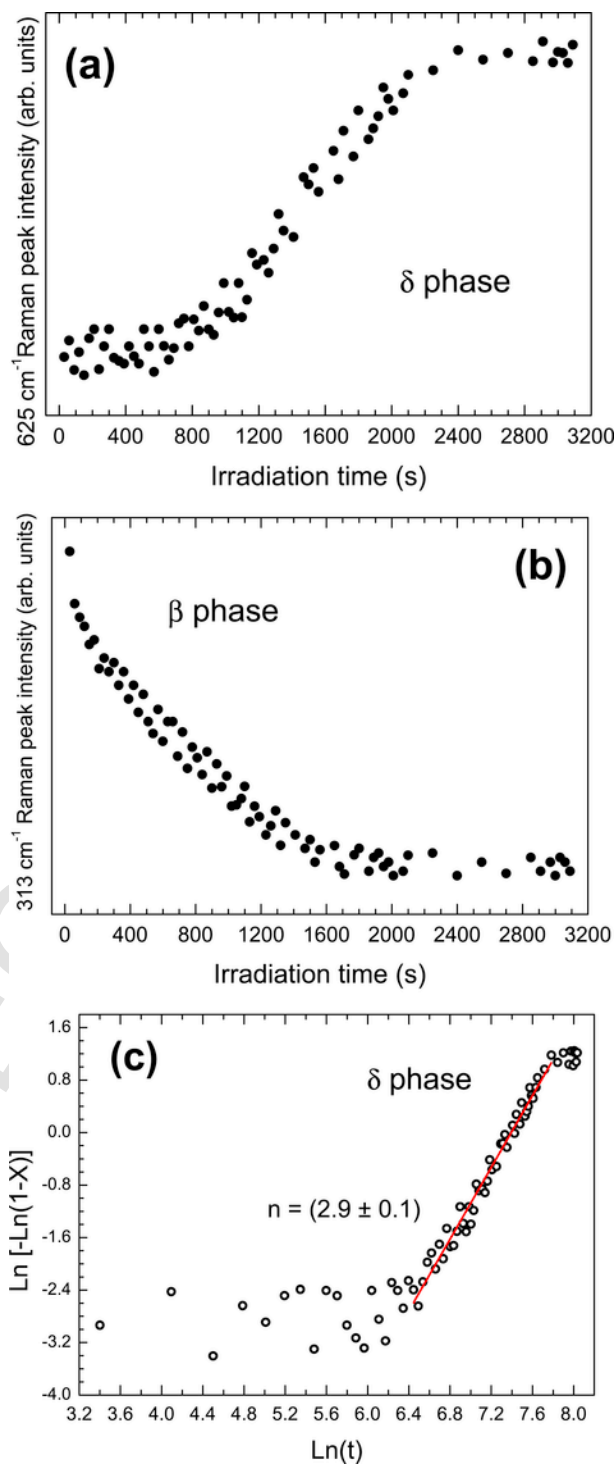 (a)
625 cm⁻¹Raman peak intensity (arb. units)
δ phase
0 400 800 1200 1600 2000 2400 2800 3200
Irradiation time (s)
(b)
313 cm⁻¹ Raman peak intensity (arb. units)
β phase
0 400 800 1200 1600 2000 2400 2800 3200
Irradiation time (s)
(c)
Ln [-Ln(1-X)]
1.6
0.8
0.0
-0.8
-1.6
-2.4
-3.2
-4.0
δ phase
n = (2.9 ± 0.1)
3.2 3.6 4.0 4.4 4.8 5.2 5.6 6.0 6.4 6.8 7.2 7.6 8.0
Ln(t)